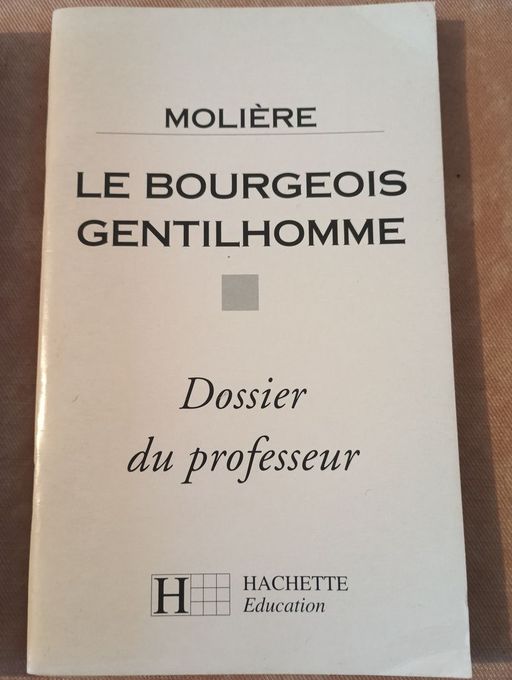 MOLIÈRE
LE BOURGEOIS
GENTILHOMME
Dossier
du professeur
H
HACHETTE
Education